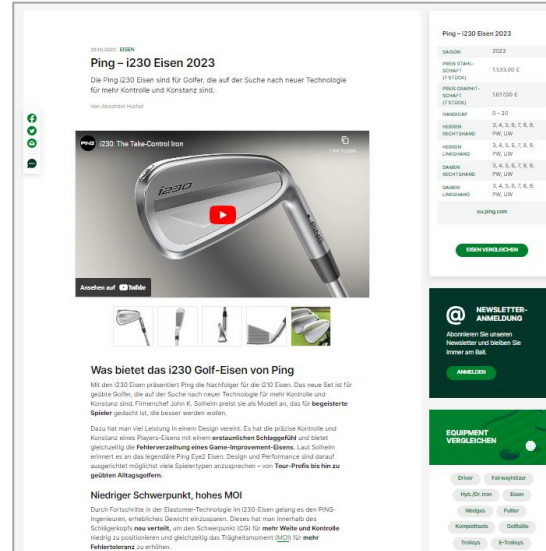 29.10.2022 EISEN
Ping – i230 Eisen 2023
Die Ping i230 Eisen sind für Golfer, die auf der Suche nach neuer Technologie
für mehr Kontrolle und Konstanz sind.
Von Alexander
PING
i230: The Take-Control Iron
i230
Ansehen auf YouTube
Was bietet das i230 Golf-Eisen von Ping
Mit den i230 Eisen präsentiert Ping die Nachfolger für die i210 Eisen. Das neue Set ist für
geübte Golfer, die auf der Suche nach neuer Technologie für mehr Kontrolle und
Konstanz sind. Firmenchef John K. Solheim preist sie als Modell an, das für begeisterte
Spieler gedacht ist, die besser werden wollen.
Dazu hat man viel Leistung in einem Design vereint. Es hat die präzise Kontrolle und
Konstanz eines Players-Eisens mit einem erstaunlichen Schlaggefühl und bietet
gleichzeitig die Fehlerverzeihung eines Game-Improvement-Eisens. Laut Solheim
erinnert es an das legendäre Ping Eye2 Eisen. Design und Performance sind darauf
ausgerichtet möglichst viele Spielertypen anzusprechen – von Tour-Profis bis hin zu
geübten Alltagsgolfern.
Niedriger Schwerpunkt, hohes MOI
Durch Fortschritte in der Elastomer-Technologie im i230-Eisen gelang es den PING-
Ingenieuren, erhebliches Gewicht einzusparen. Dieses hat man innerhalb des
Schlägerkopfs neu verteilt, um den Schwerpunkt (CG) für mehr Weite und Kontrolle
niedrig zu positionieren und gleichzeitig das Trägheitsmoment (MOI) für mehr
Fehlertoleranz zu erhöhen.
Ping – i230 Eisen 2023
SAISON 2023
PREIS STAHL-
SCHAFT 1.533,00 €
(7 STÜCK)
PREIS GRAPHIT-
SCHAFT 1.617,00 €
(7 STÜCK)
HANDICAP 0 - 20
HERREN 3, 4, 5, 6, 7, 8, 9,
RECHTSHAND PW, UW
HERREN 3, 4, 5, 6, 7, 8, 9,
LINKSHAND PW, UW
DAMEN 3, 4, 5, 6, 7, 8, 9,
RECHTSHAND PW, UW
DAMEN 3, 4, 5, 6, 7, 8, 9,
LINKSHAND PW, UW
eu.ping.com
EISEN VERGLEICHEN
@ NEWSLETTER-
ANMELDUNG
Abonnieren Sie unseren
Newsletter und bleiben Sie
immer am Ball.
ANMELDEN
EQUIPMENT
VERGLEICHEN
Driver Fairwayhölzer
Hyb./Dr. Iron Eisen
Wedges Putter
Komplettsets Golfbälle
Trolleys E-Trolleys